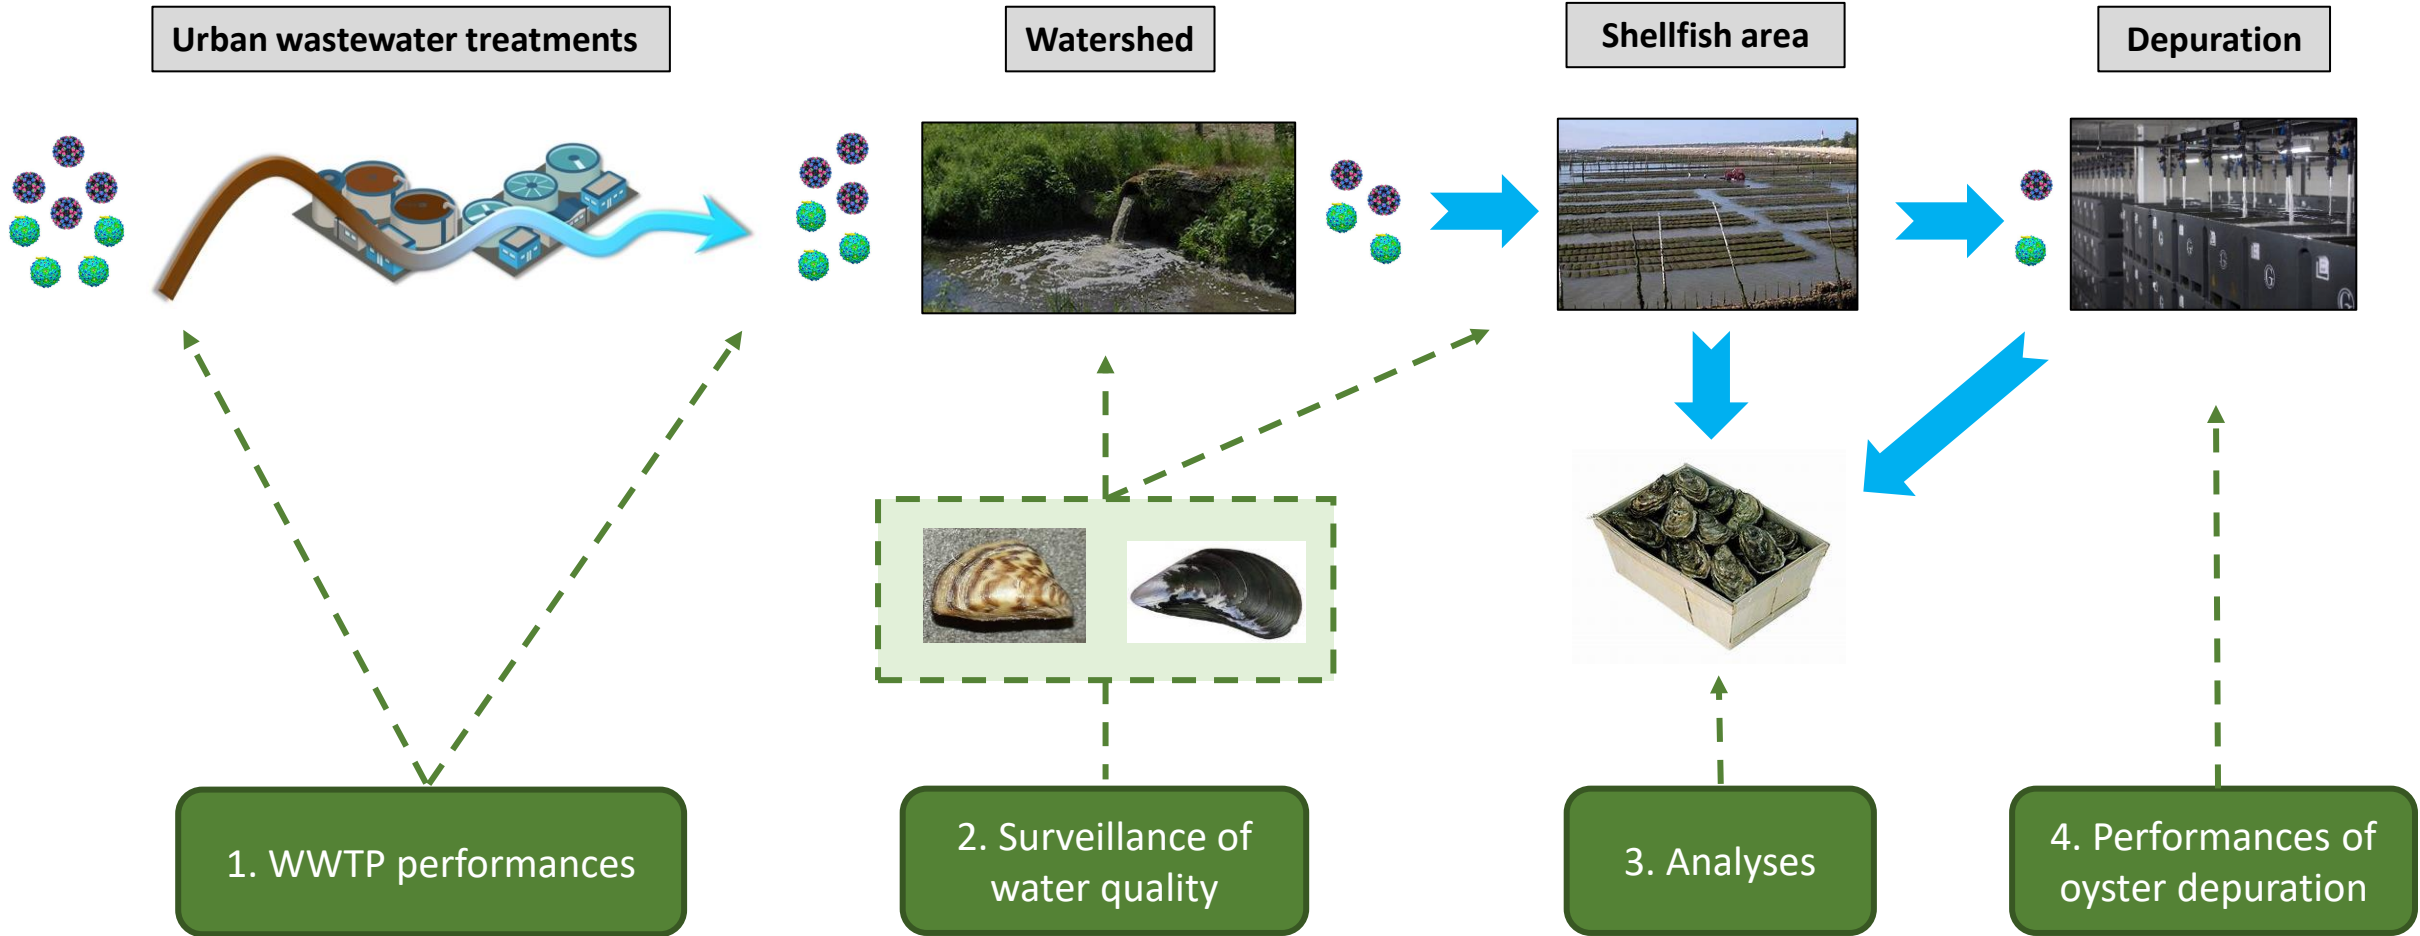 Urban wastewater treatments
Watershed
Shellfish area
Depuration
G
G
G
G
1. WWTP performances
2. Surveillance of
water quality
3. Analyses
4. Performances of
oyster depuration